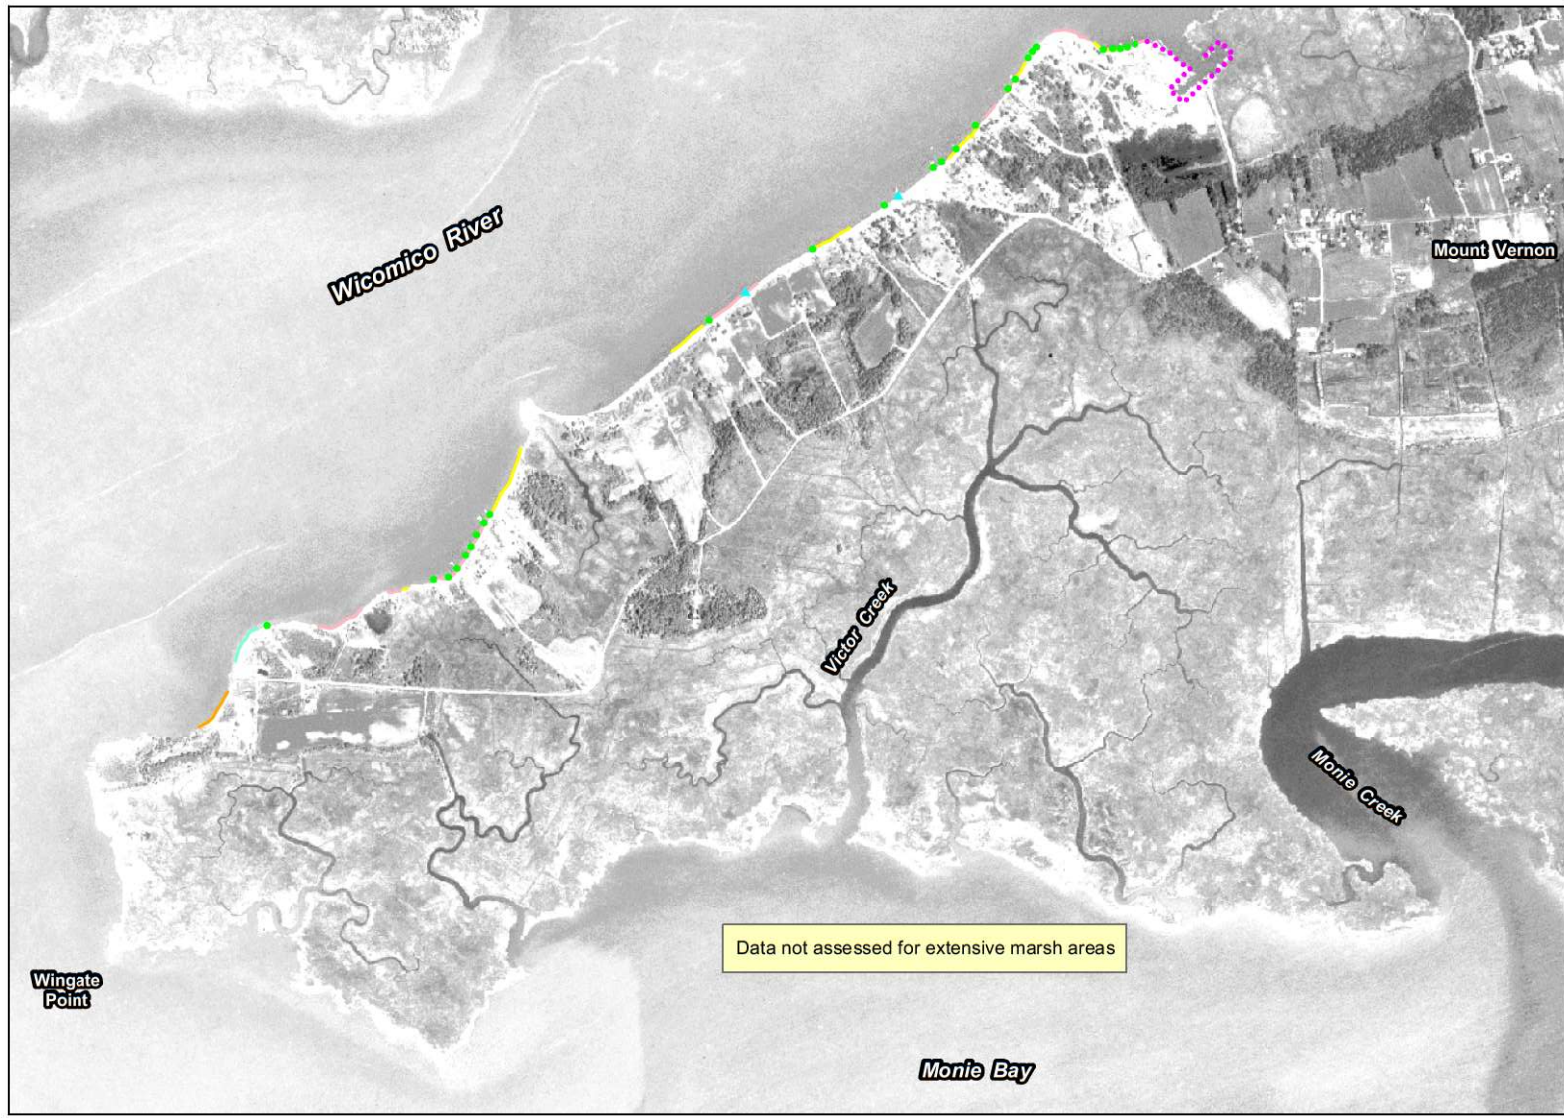 Wicomico River
Mount Vernon
Victor Creek
Monie Creek
Data not assessed for extensive marsh areas
Wingate
Point
Monie Bay